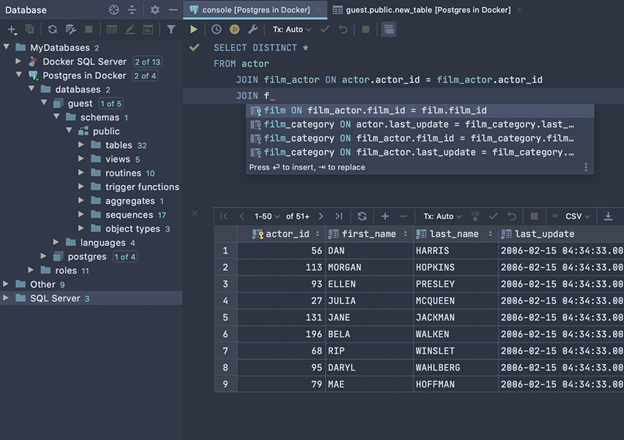 Database
console [Postgres in Docker]
guest.public.new_table [Postgres in Docker]
Tx: Auto
MyDatabases 2
Docker SQL Server 2 of 13
Postgres in Docker 2 of 4
databases 2
guest 1 of 5
schemas 1
public
tables 32
views 5
routines 10
trigger functions
aggregates 1
sequences 17
object types 3
languages 4
postgres 1 of 4
roles 11
Other 9
SQL Server 3
SELECT DISTINCT *
FROM actor
JOIN film_actor ON actor.actor_id = film_actor.actor_id
JOIN f_
film ON film_actor.film_id = film.film_id
film_category ON actor.last_update = film_category.last_…
film_category ON film_actor.film_id = film_category.film…
film_category ON film_actor.last_update = film_category.…
Press ↵ to insert, ⇥ to replace
1-50 of 51+ Tx: Auto CSV
actor_id first_name last_name last_update
1 56 DAN HARRIS 2006-02-15 04:34:33.00
2 113 MORGAN HOPKINS 2006-02-15 04:34:33.00
3 93 ELLEN PRESLEY 2006-02-15 04:34:33.00
4 27 JULIA MCQUEEN 2006-02-15 04:34:33.00
5 131 JANE JACKMAN 2006-02-15 04:34:33.00
6 196 BELA WALKEN 2006-02-15 04:34:33.00
7 68 RIP WINSLET 2006-02-15 04:34:33.00
8 95 DARYL WAHLBERG 2006-02-15 04:34:33.00
9 79 MAE HOFFMAN 2006-02-15 04:34:33.00